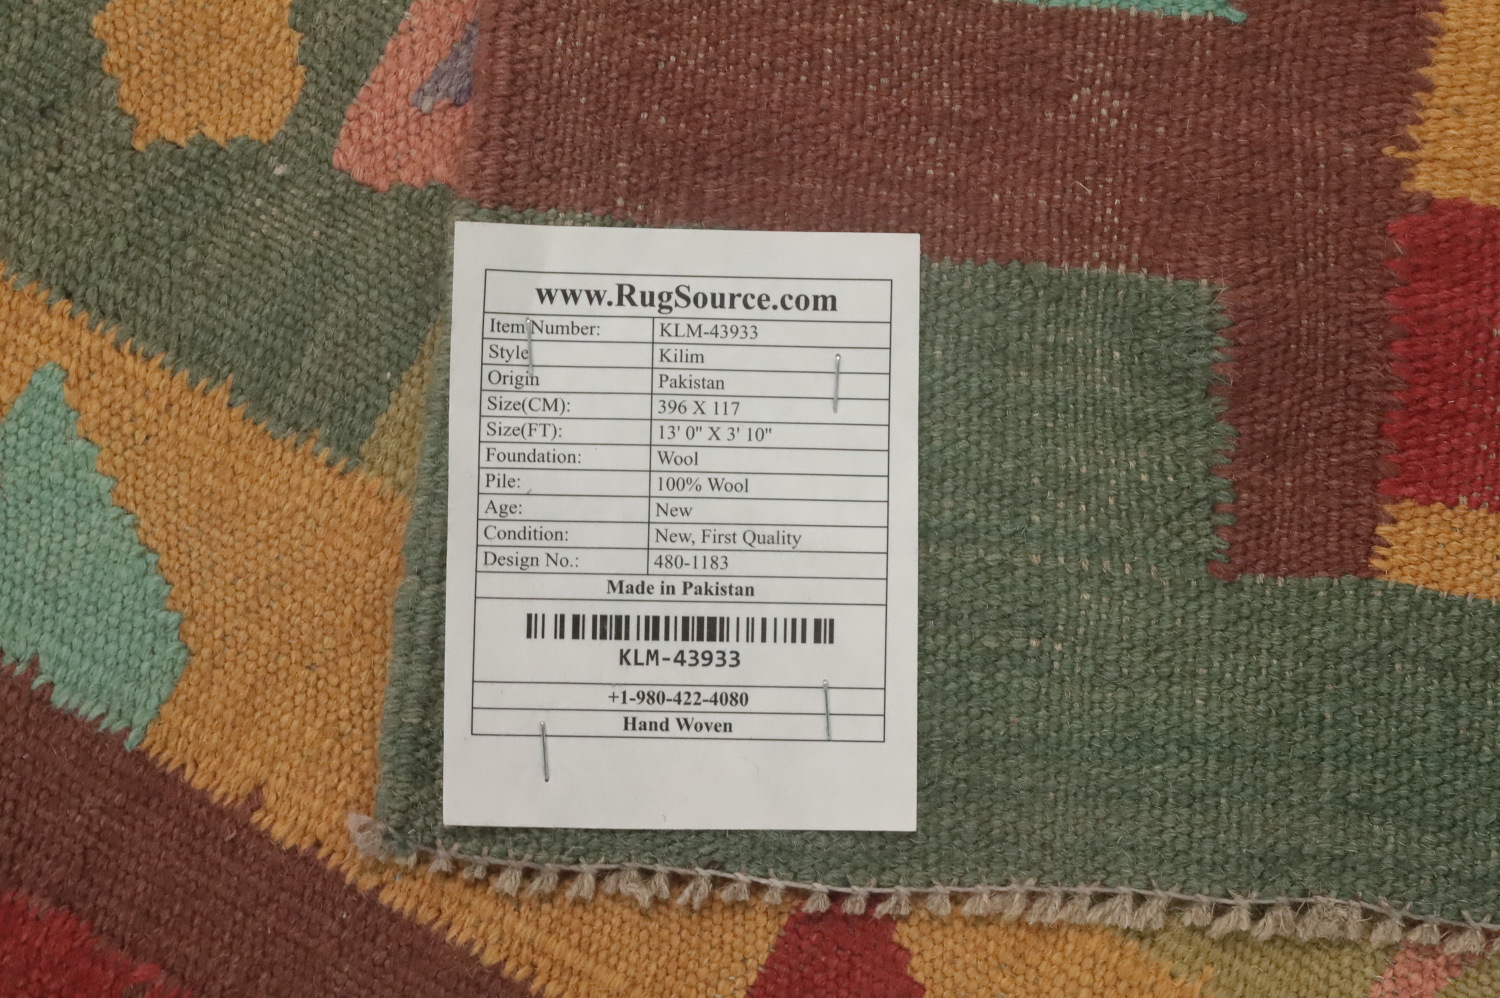 www.RugSource.com
Item Number: KLM-43933
Style Kilim
Origin Pakistan
Size(CM): 396 X 117
Size(FT): 13' 0" X 3' 10"
Foundation: Wool
Pile: 100% Wool
Age: New
Condition: New, First Quality
Design No.: 480-1183
Made in Pakistan
KLM-43933
+1-980-422-4080
Hand Woven